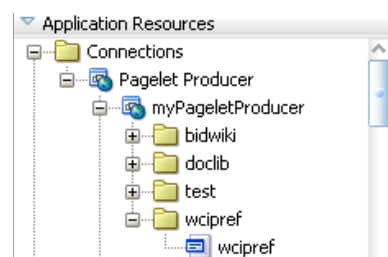 Application Resources
Connections
Pagelet Producer
myPageletProducer
bidwiki
doclib
test
wcipref
wcipref